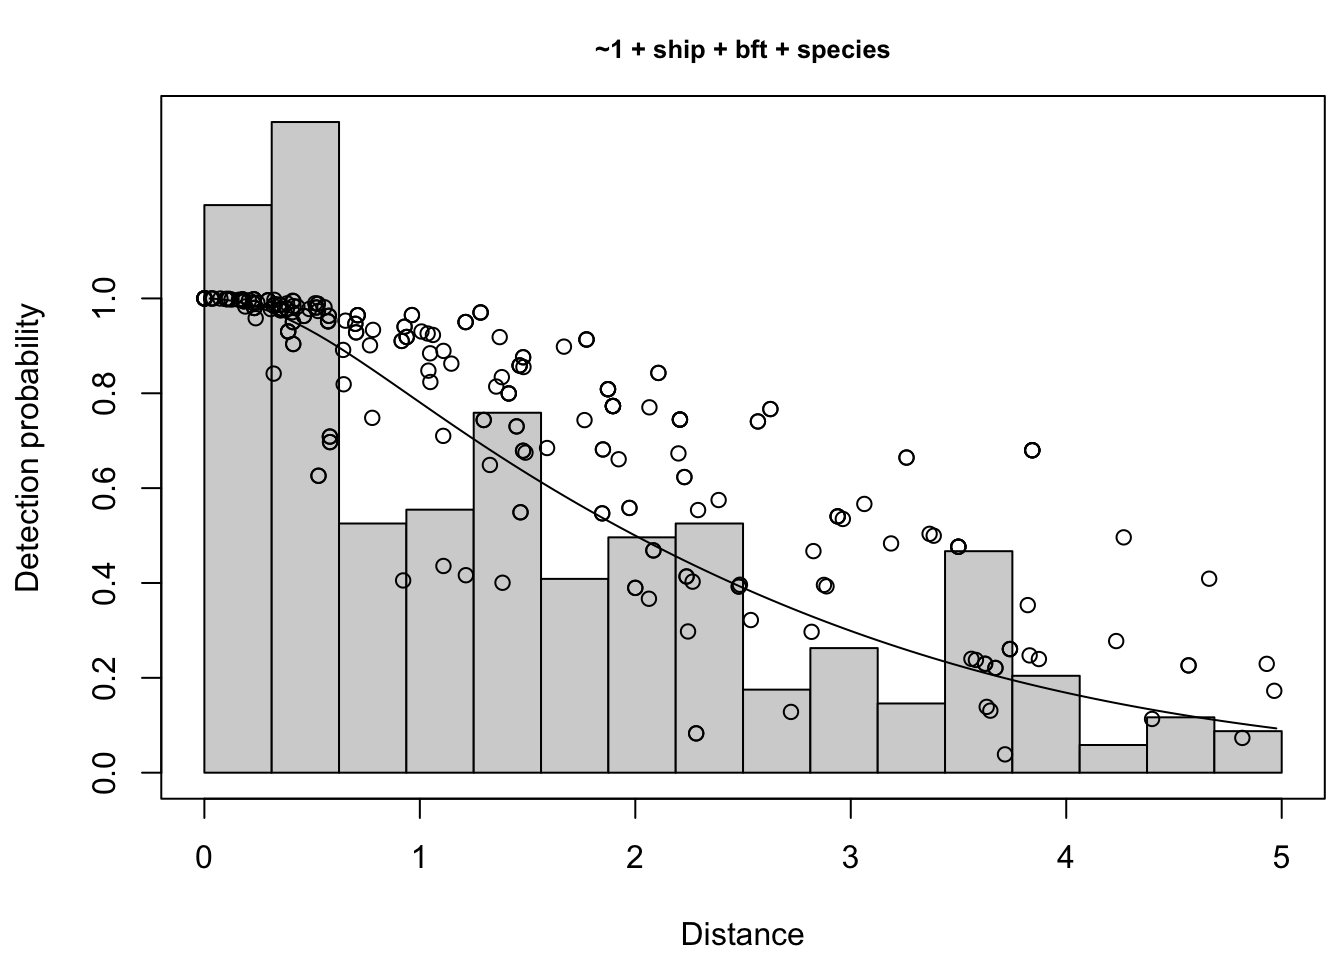 ~1 + ship + bft + species
Detection probability
1.0
0.8
0.6
0.4
0.2
0.0
0 1 2 3 4 5
Distance